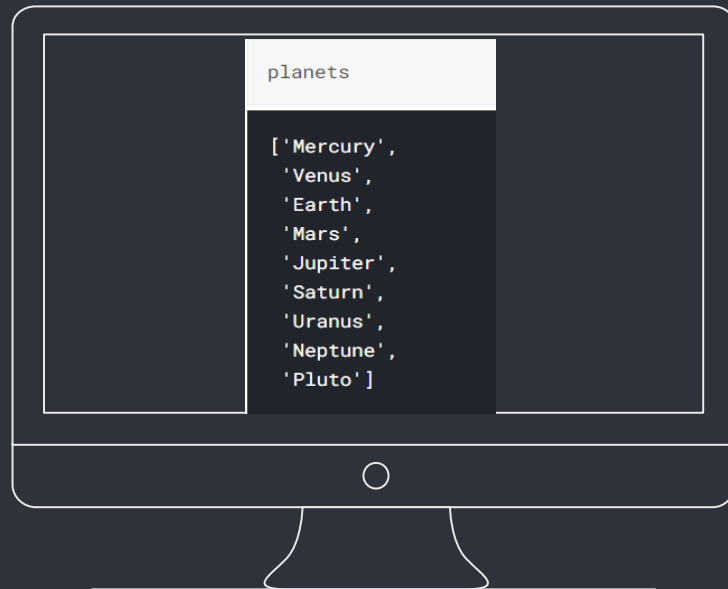 planets
['Mercury',
'Venus',
'Earth',
'Mars',
'Jupiter',
'Saturn',
'Uranus',
'Neptune',
'Pluto']